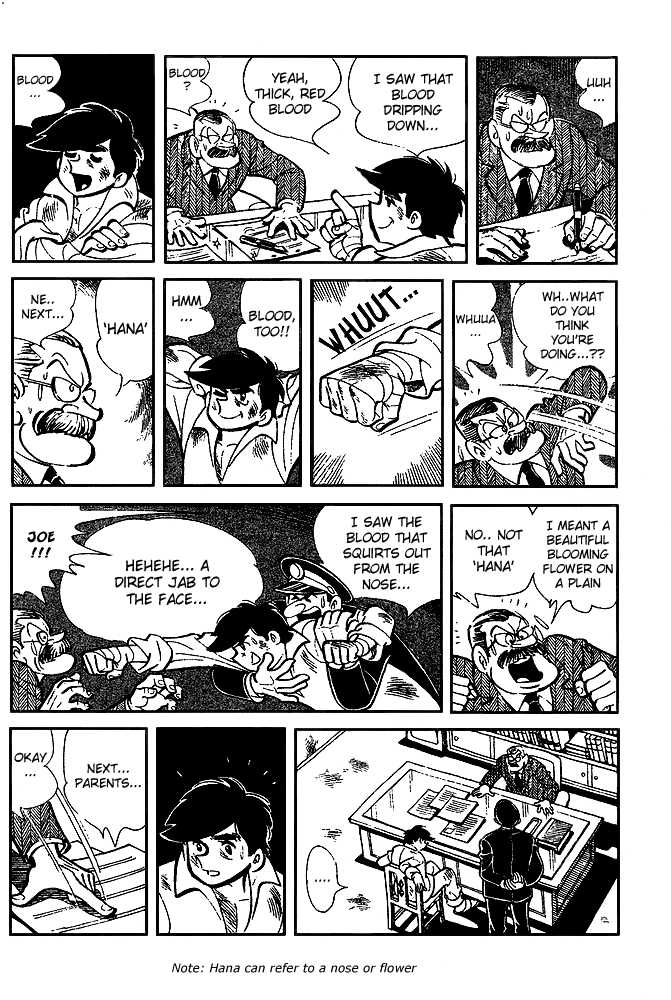 BLOOD
...
BLOOD
?
YEAH,
THICK, RED
BLOOD
I SAW THAT
BLOOD
DRIPPING
DOWN...
UUH
...
NE..
NEXT...
'HANA'
HMM
...
BLOOD,
TOO!!
WHUUT...
WHUUA
...
WH..WHAT
DO YOU
THINK
YOU'RE
DOING...??
JOE
!!!
HEHEHE... A
DIRECT JAB TO
THE FACE...
I SAW THE
BLOOD THAT
SQUIRTS OUT
FROM THE
NOSE...
NO.. NOT
THAT
'HANA'
I MEANT A
BEAUTIFUL
BLOOMING
FLOWER ON
A PLAIN
OKAY
...
NEXT...
PARENTS...
....
Note: Hana can refer to a nose or flower